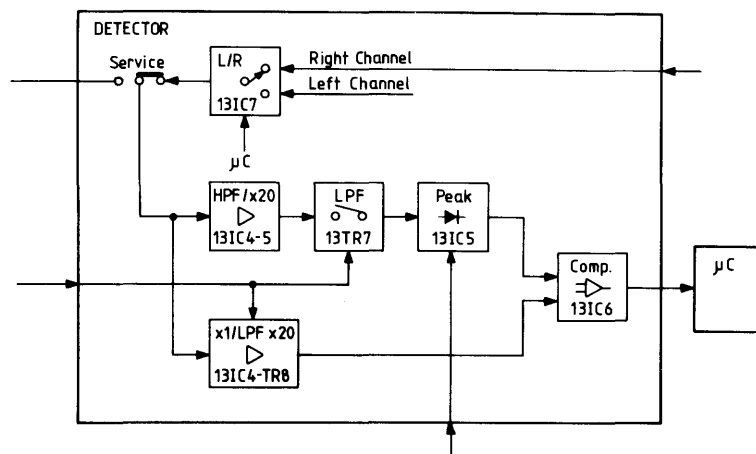 DETECTOR
Service
L/R
13IC7
Right Channel
Left Channel
µC
HPF/x20
13IC4-5
LPF
13TR7
Peak
13IC5
Comp.
13IC6
µC
x1/LPF x20
13IC4-TR8